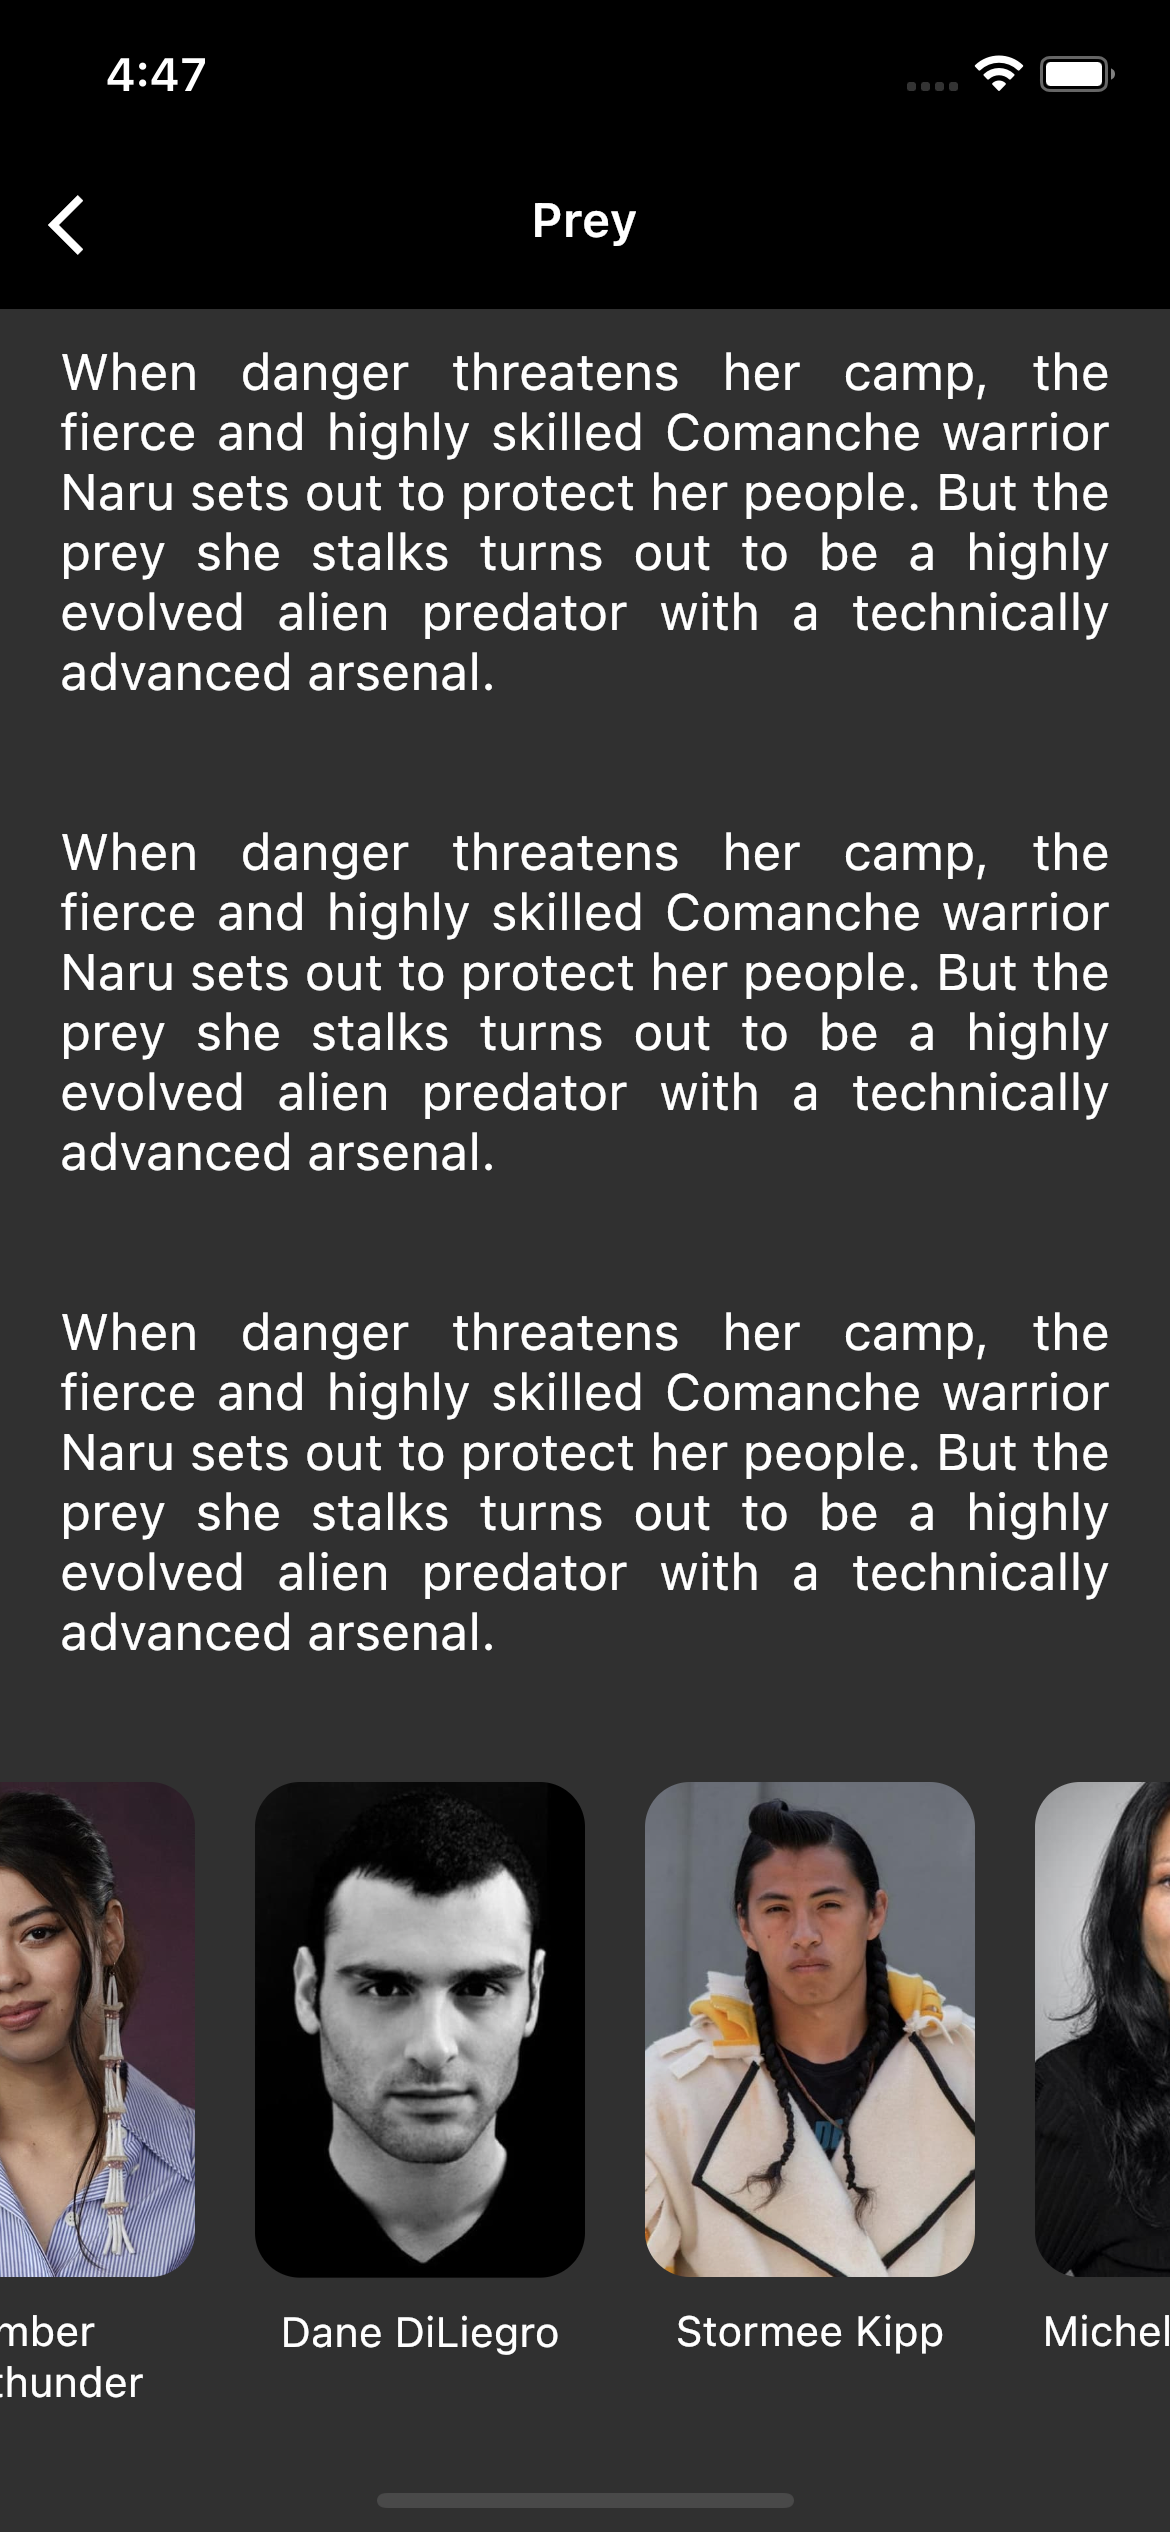 4:47
Prey
When danger threatens her camp, the
fierce and highly skilled Comanche warrior
Naru sets out to protect her people. But the
prey she stalks turns out to be a highly
evolved alien predator with a technically
advanced arsenal.
When danger threatens her camp, the
fierce and highly skilled Comanche warrior
Naru sets out to protect her people. But the
prey she stalks turns out to be a highly
evolved alien predator with a technically
advanced arsenal.
When danger threatens her camp, the
fierce and highly skilled Comanche warrior
Naru sets out to protect her people. But the
prey she stalks turns out to be a highly
evolved alien predator with a technically
advanced arsenal.
mber
thunder
Dane DiLiegro
Stormee Kipp
Michel